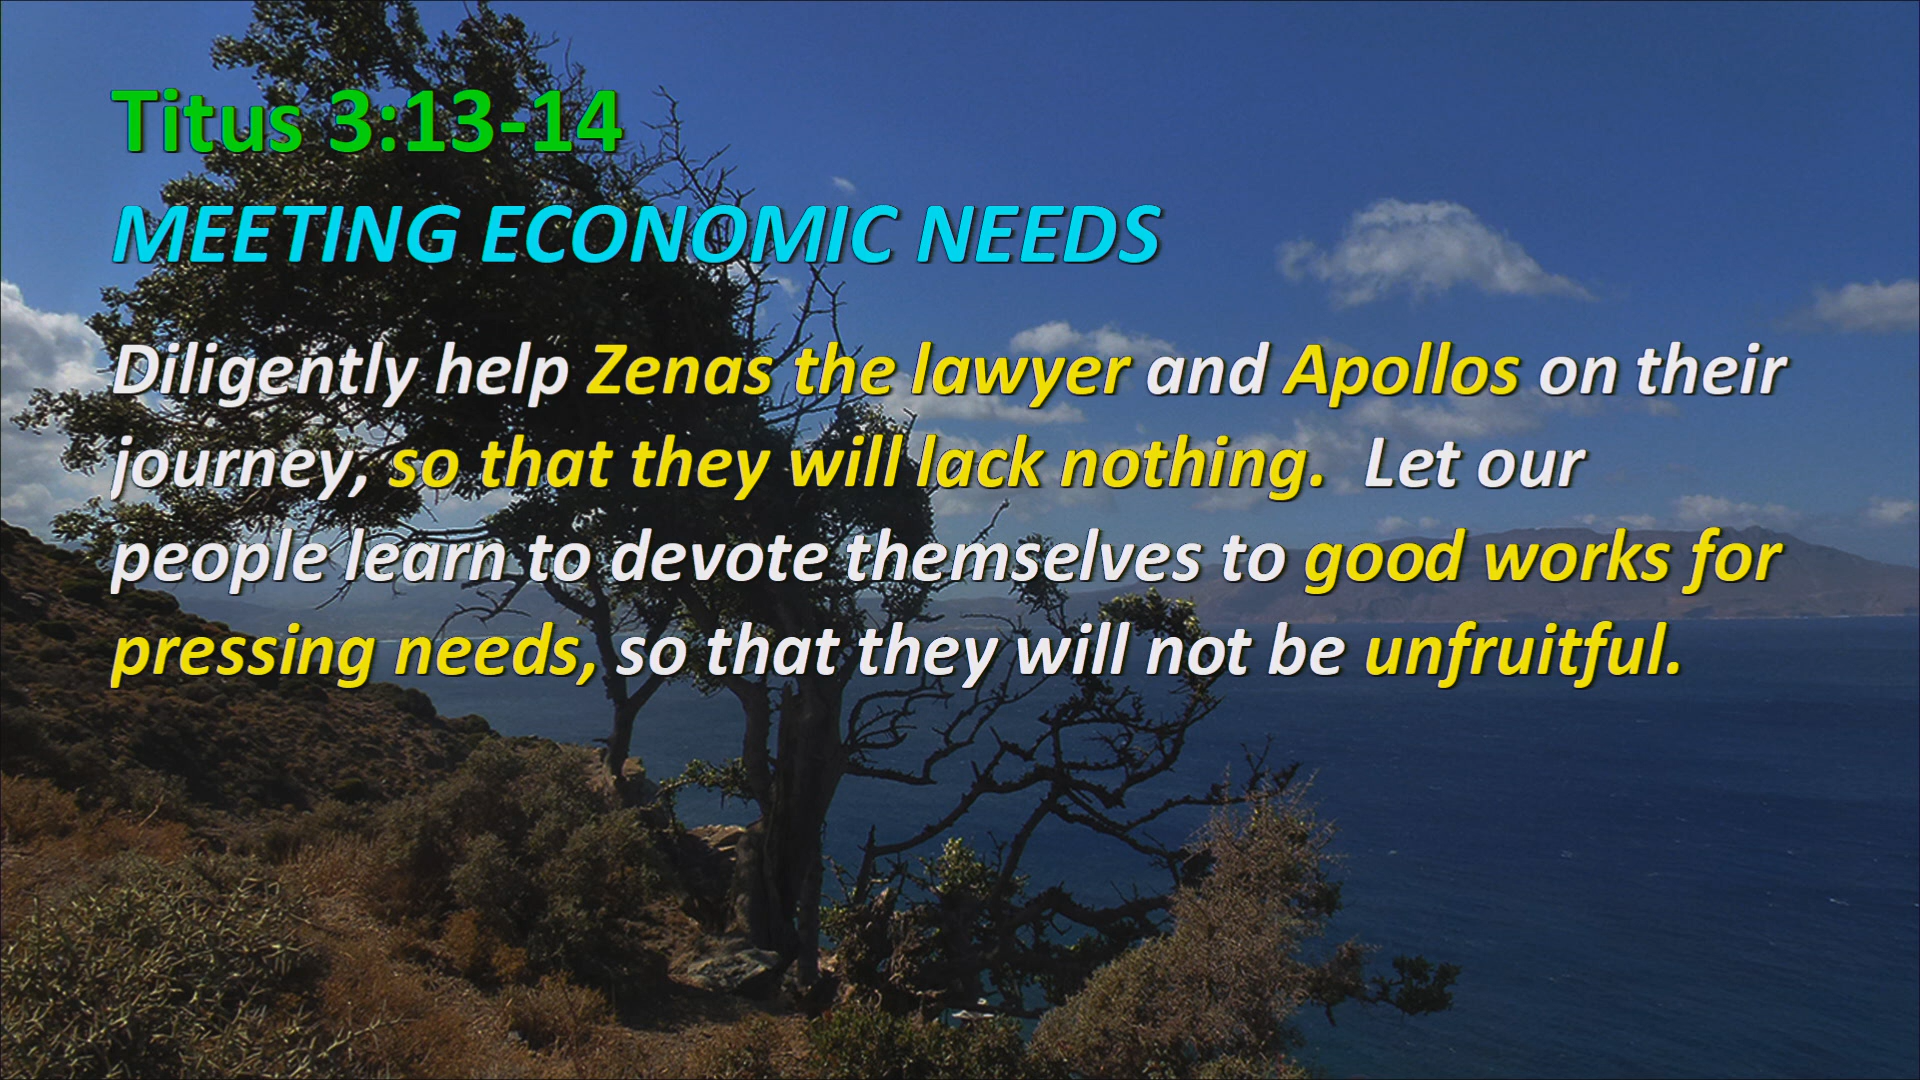 Titus 3:13-14
MEETING ECONOMIC NEEDS
Diligently help Zenas the lawyer and Apollos on their
journey, so that they will lack nothing.  Let our
people learn to devote themselves to good works for
pressing needs, so that they will not be unfruitful.